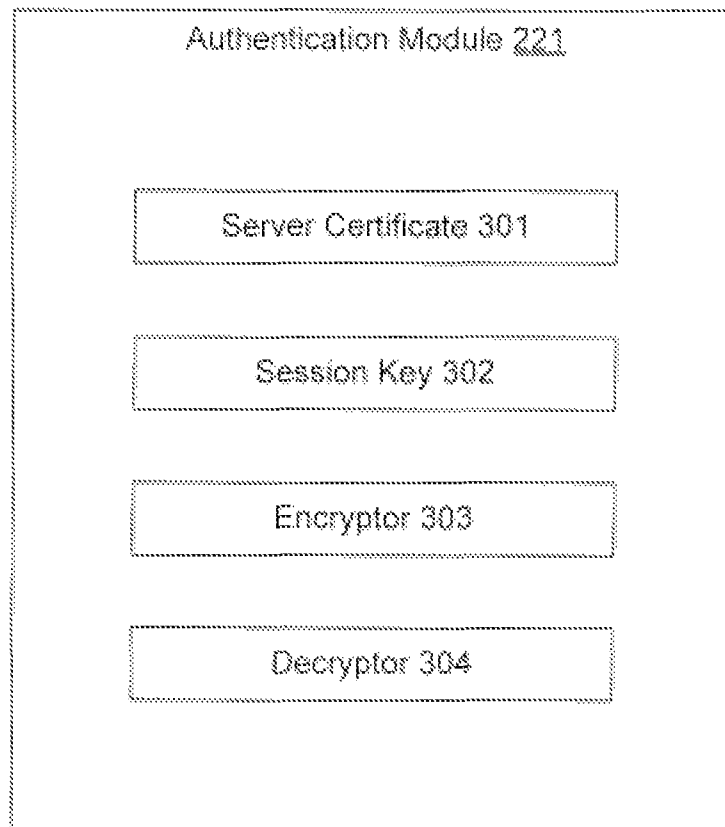 Authentication Module 221
Server Certificate 301
Session Key 302
Encryptor 303
Decryptor 304